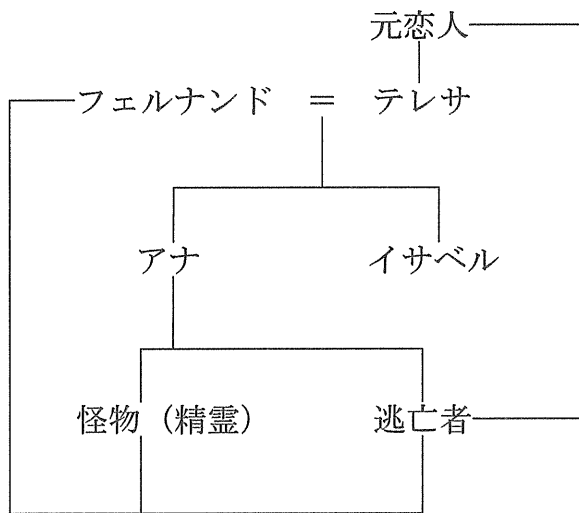 元恋人
フェルナンド = テレサ
アナ イサベル
怪物(精霊) 逃亡者